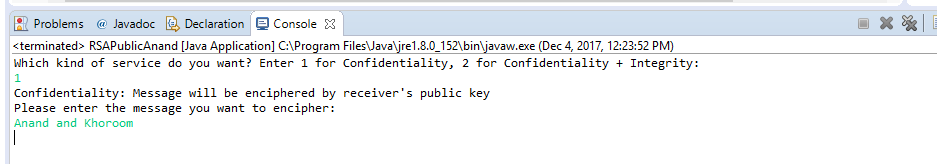 Problems @ Javadoc Declaration Console
<terminated> RSAPublicAnand [Java Application] C:\Program Files\Java\jre1.8.0_152\bin\javaw.exe (Dec 4, 2017, 12:23:52 PM)
Which kind of service do you want? Enter 1 for Confidentiality, 2 for Confidentiality + Integrity:
1
Confidentiality: Message will be enciphered by receiver's public key
Please enter the message you want to encipher:
Anand and Khoroom